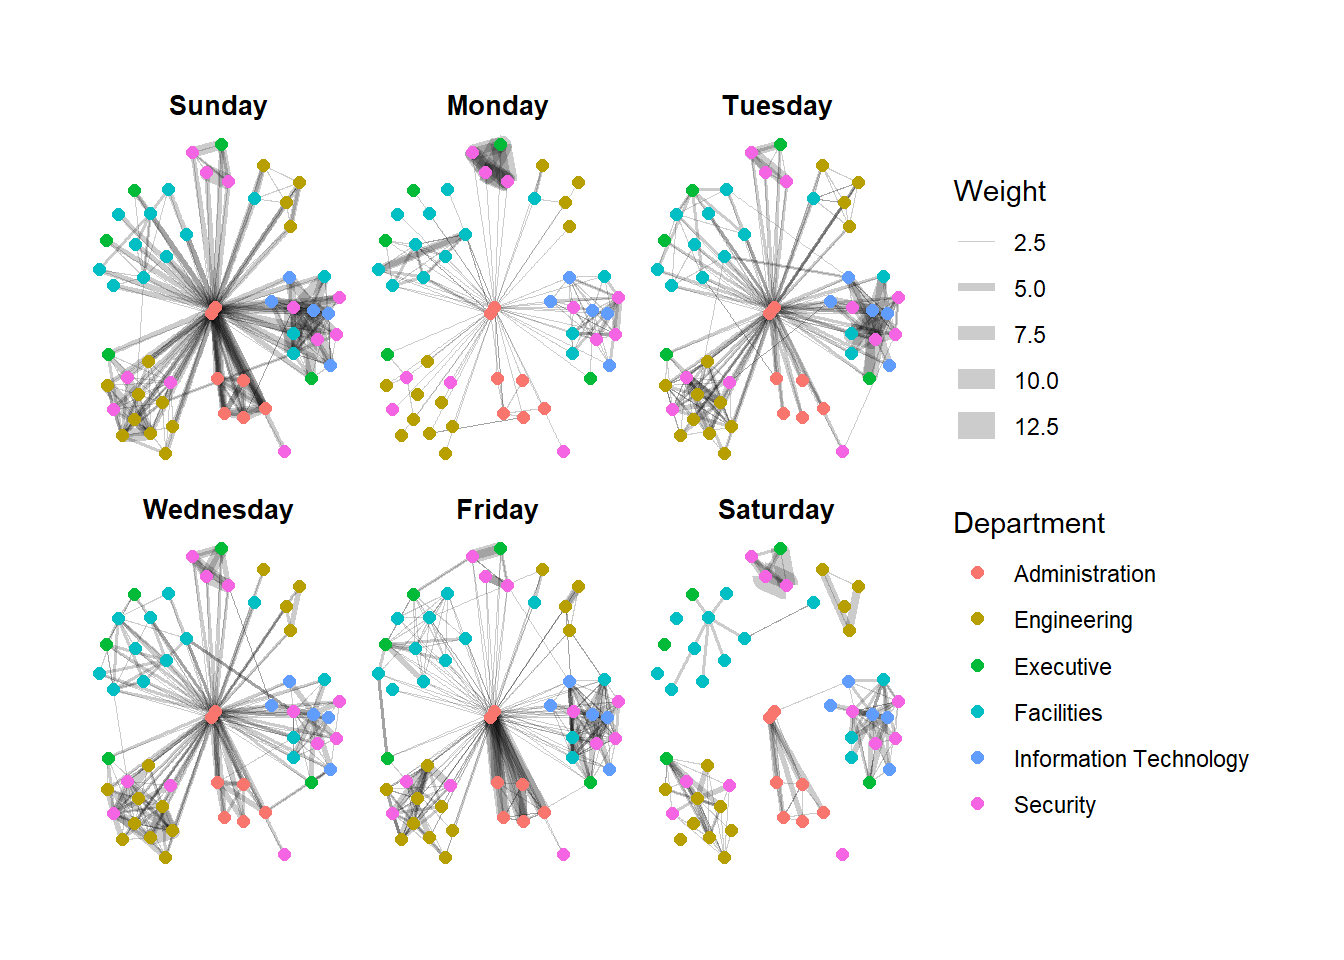 Sunday
Monday
Tuesday
Wednesday
Friday
Saturday
Weight
2.5
5.0
7.5
10.0
12.5
Department
Administration
Engineering
Executive
Facilities
Information Technology
Security